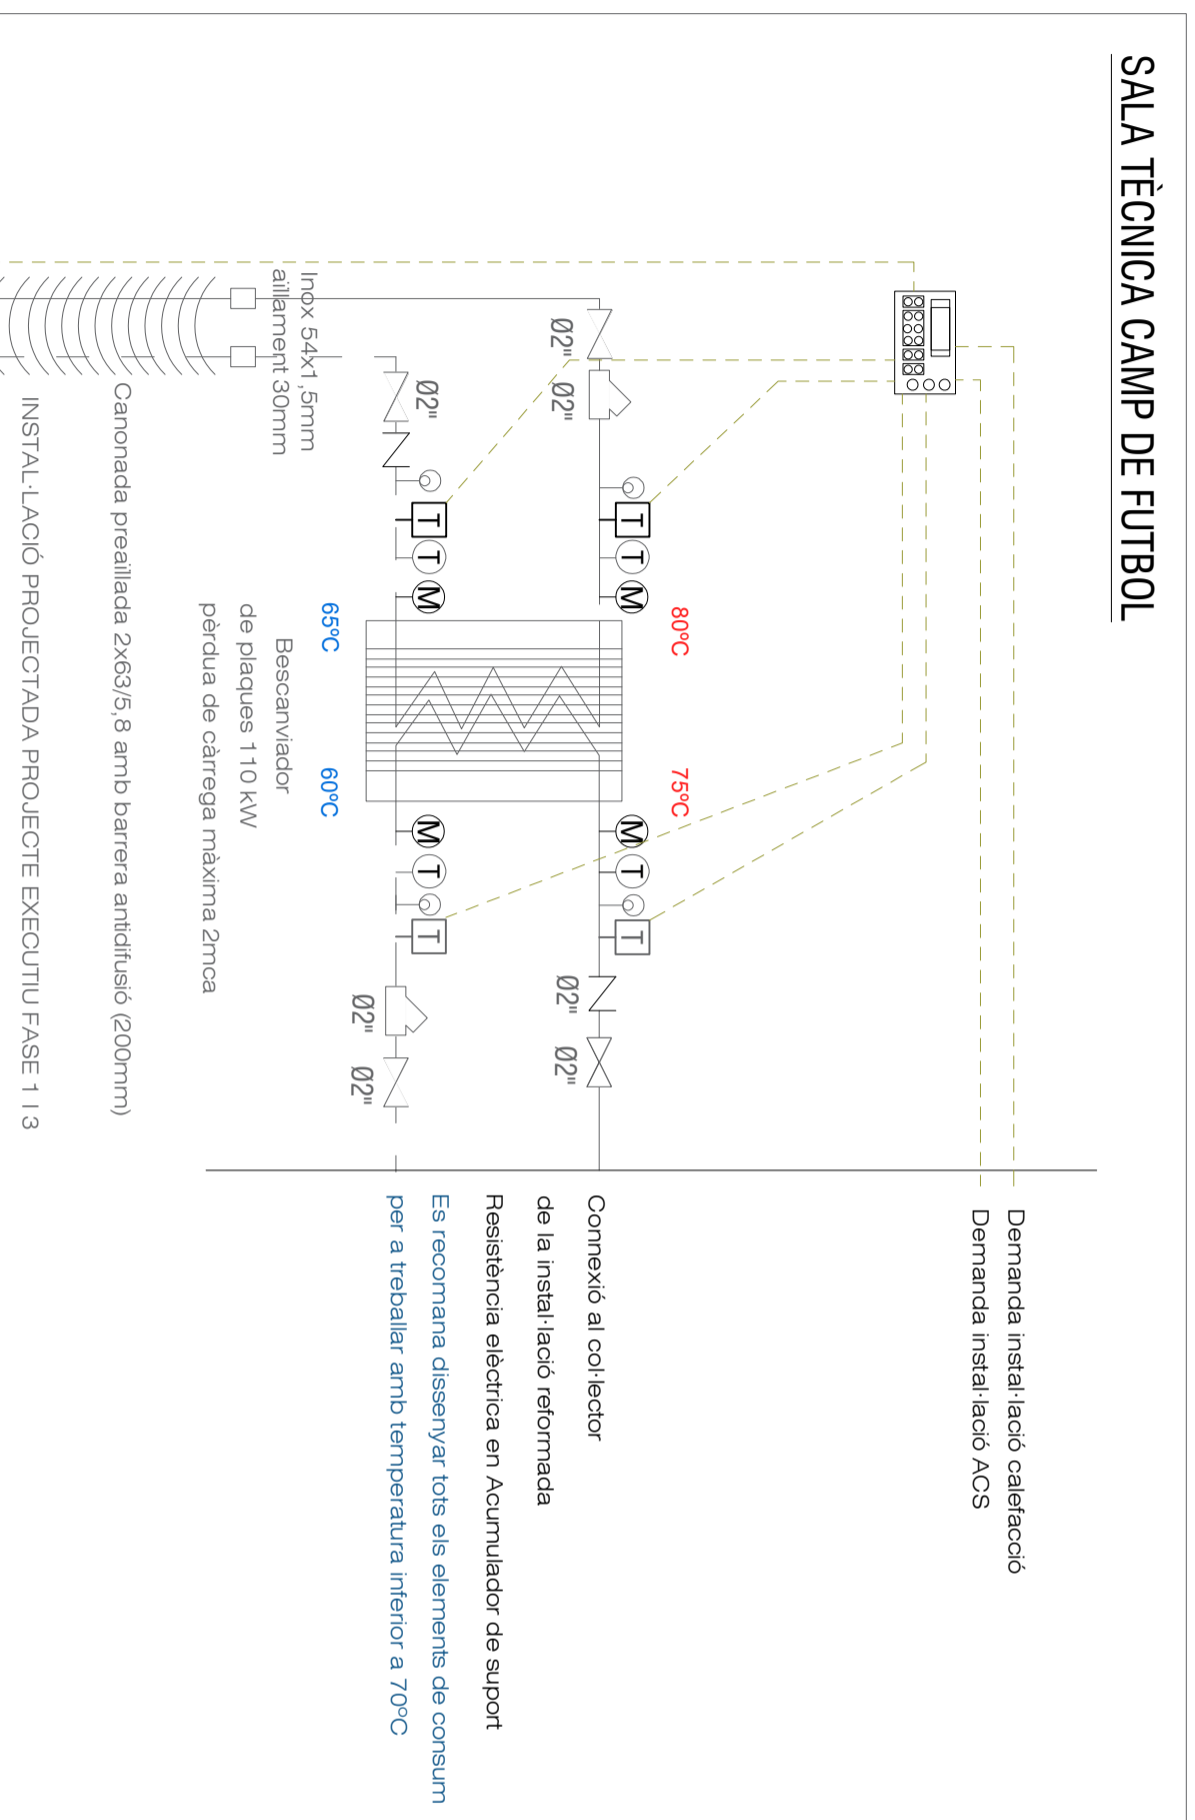 SALA TÈCNICA CAMP DE FUTBOL
Demanda instal·lació calefacció
Demanda instal·lació ACS
80ºC
75ºC
T
T
M
M
T
T
Ø2"
Ø2"
Ø2"
Ø2"
Connexió al col·lector
de la instal·lació reformada
Resistència elèctrica en Acumulador de suport
Es recomana dissenyar tots els elements de consum
per a treballar amb temperatura inferior a 70ºC
Ø2"
T
T
M
M
T
T
Ø2"
Ø2"
65ºC
60ºC
Inox 54x1,5mm
aïllament 30mm
Bescanviador
de plaques 110 kW
pèrdua de càrrega màxima 2mca
Canonada preaïllada 2x63/5,8 amb barrera antidifusió (200mm)
INSTAL·LACIÓ PROJECTADA PROJECTE EXECUTIU FASE 1 I 3